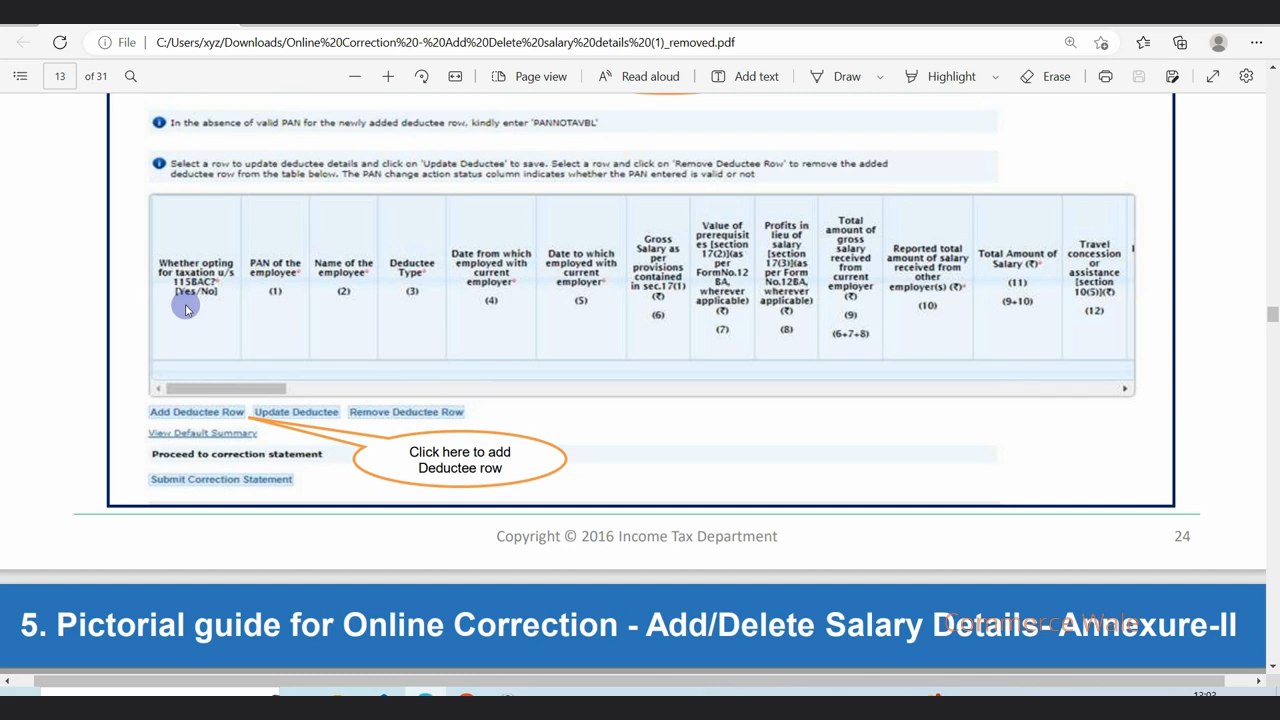 File C:/Users/xyz/Downloads/Online%20Correction%20-%20Add%20Delete%20salary%20details%20(1)_removed.pdf
13 of 31 Page view Read aloud Add text Draw Highlight Erase
In the absence of valid PAN for the newly added deductee row, kindly enter 'PANNOTAVBL'
Select a row to update deductee details and click on 'Update Deductee' to save. Select a row and click on 'Remove Deductee Row' to remove the added
deductee row from the table below. The PAN change action status column indicates whether the PAN entered is valid or not
Whether opting
for taxation u/s
115BAC?*
[Yes/No]
PAN of the
employee*
(1)
Name of the
employee*
(2)
Deductee
Type*
(3)
Date from which
employed with
current
employer*
(4)
Date to which
employed with
current
employer*
(5)
Gross
Salary as
per
provisions
contained
in sec.17(1)
(₹)
(6)
Value of
prerequisit
es [section
17(2)](as
per
FormNo.12
BA,
wherever
applicable)
(₹)
(7)
Profits in
lieu of
salary
[section
17(3)](as
per Form
No.12BA,
wherever
applicable)
(₹)
(8)
Total
amount of
gross
salary
received
from
current
employer
(₹)
(9)
(6+7+8)
Reported total
amount of salary
received from
other
employer(s) (₹)*
(10)
Total Amount of
Salary (₹)*
(11)
(9+10)
Travel
concession
or
assistance
[section
10(5)](₹)
(12)
Add Deductee Row Update Deductee Remove Deductee Row
View Default Summary
Proceed to correction statement
Click here to add
Deductee row
Submit Correction Statement
Copyright © 2016 Income Tax Department 24
5. Pictorial guide for Online Correction - Add/Delete Salary Details- Annexure-II
Commerce Wale